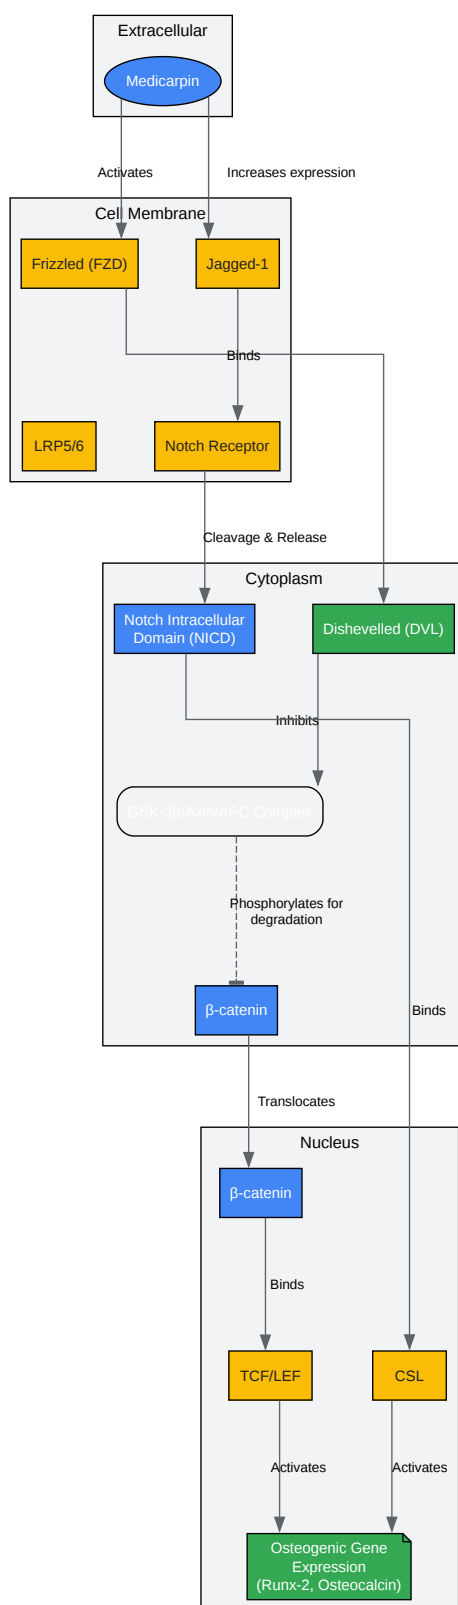 Extracellular
Medicarpin
Activates
Increases expression
Cell Membrane
Frizzled (FZD)
Jagged-1
Binds
LRP5/6
Notch Receptor
Cleavage & Release
Cytoplasm
Notch Intracellular
Domain (NICD)
Dishevelled (DVL)
Inhibits
GSK-3β/Axin/APC Complex
Phosphorylates for
degradation
β-catenin
Binds
Translocates
Nucleus
β-catenin
Binds
TCF/LEF
CSL
Activates
Activates
Osteogenic Gene
Expression
(Runx-2, Osteocalcin)